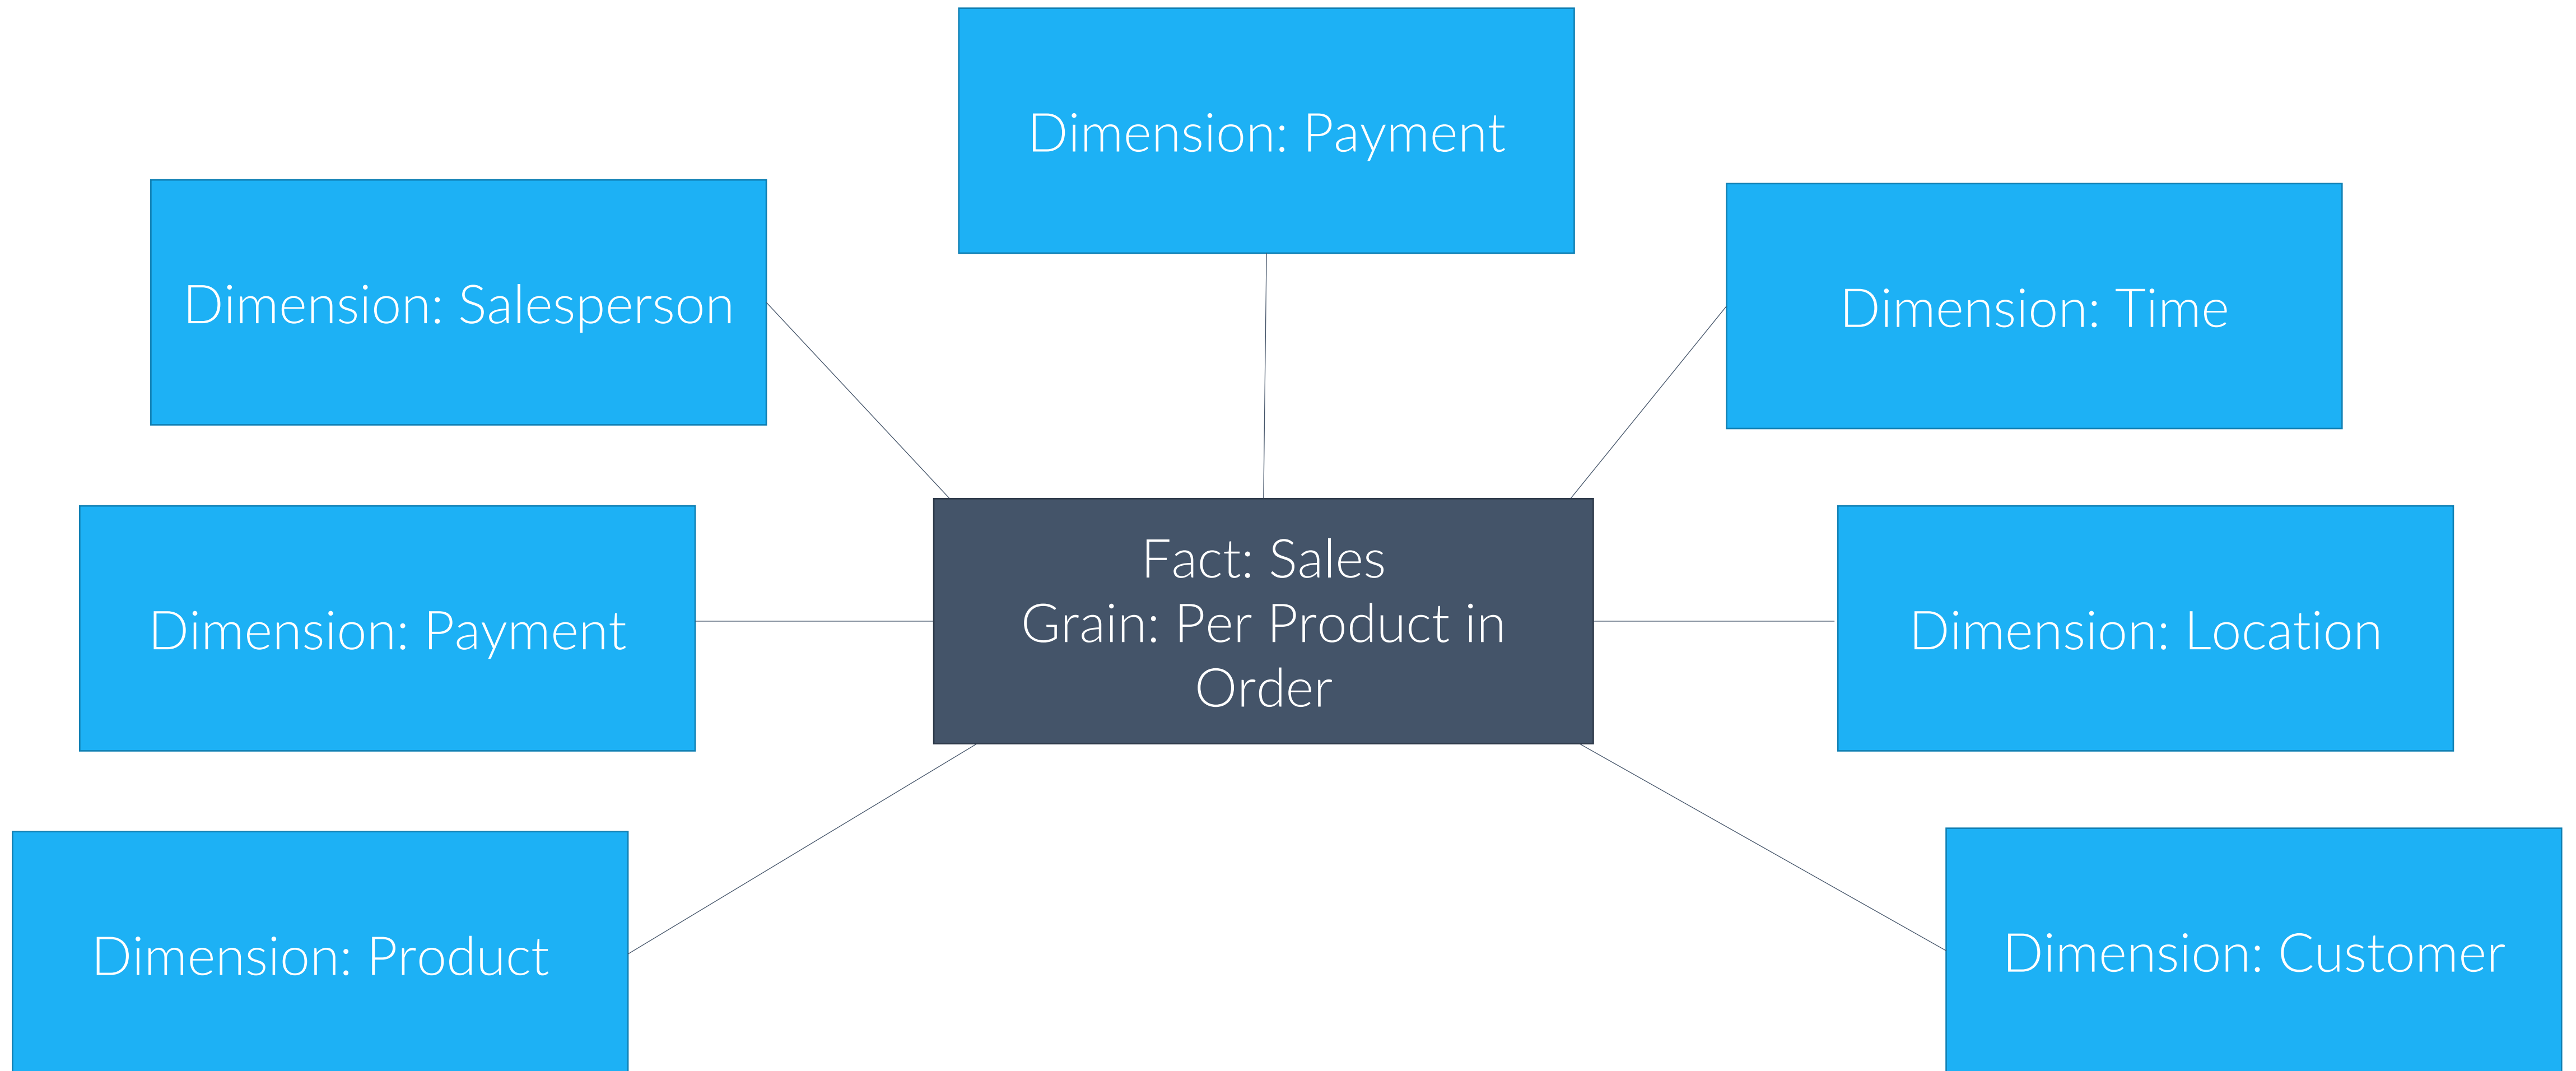 Dimension: Payment
Dimension: Salesperson
Dimension: Time
Fact: Sales
Grain: Per Product in
Order
Dimension: Payment
Dimension: Location
Dimension: Product
Dimension: Customer